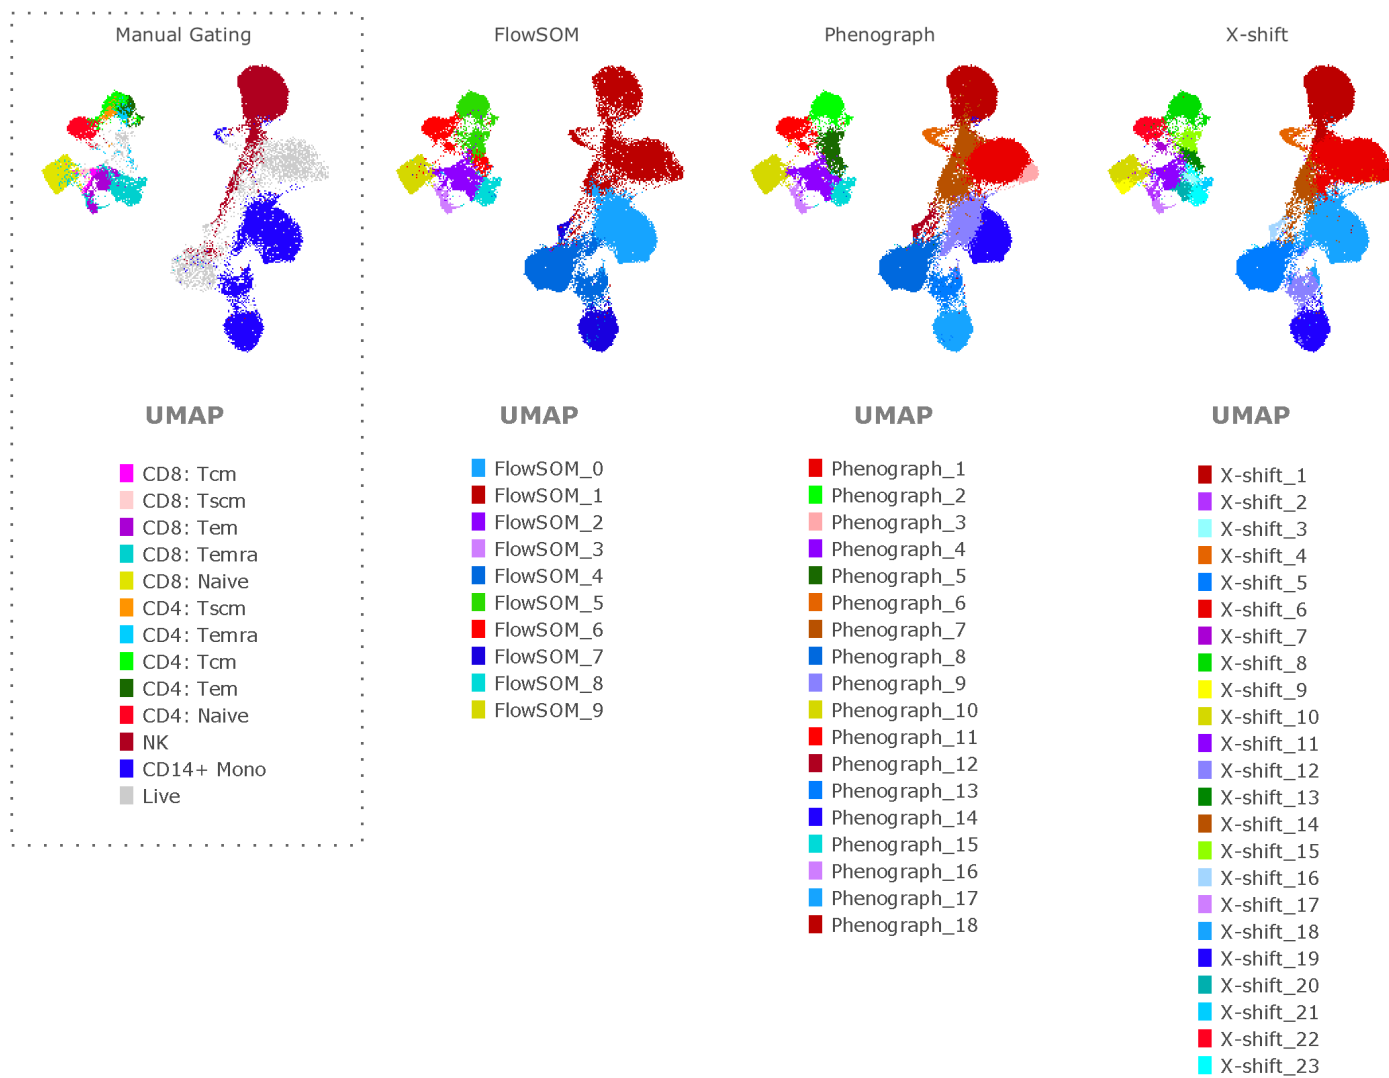 Manual Gating
FlowSOM
Phenograph
X-shift
UMAP
UMAP
UMAP
UMAP
CD8: Tcm
CD8: Tscm
CD8: Tem
CD8: Temra
CD8: Naive
CD4: Tscm
CD4: Temra
CD4: Tcm
CD4: Tem
CD4: Naive
NK
CD14+ Mono
Live
FlowSOM_0
FlowSOM_1
FlowSOM_2
FlowSOM_3
FlowSOM_4
FlowSOM_5
FlowSOM_6
FlowSOM_7
FlowSOM_8
FlowSOM_9
Phenograph_1
Phenograph_2
Phenograph_3
Phenograph_4
Phenograph_5
Phenograph_6
Phenograph_7
Phenograph_8
Phenograph_9
Phenograph_10
Phenograph_11
Phenograph_12
Phenograph_13
Phenograph_14
Phenograph_15
Phenograph_16
Phenograph_17
Phenograph_18
X-shift_1
X-shift_2
X-shift_3
X-shift_4
X-shift_5
X-shift_6
X-shift_7
X-shift_8
X-shift_9
X-shift_10
X-shift_11
X-shift_12
X-shift_13
X-shift_14
X-shift_15
X-shift_16
X-shift_17
X-shift_18
X-shift_19
X-shift_20
X-shift_21
X-shift_22
X-shift_23